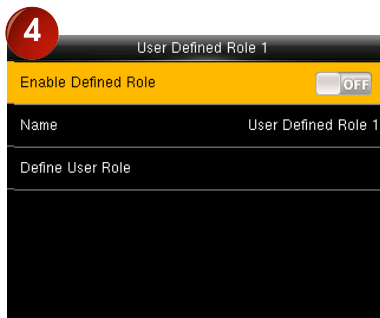 4
User Defined Role 1
Enable Defined Role OFF
Name User Defined Role 1
Define User Role